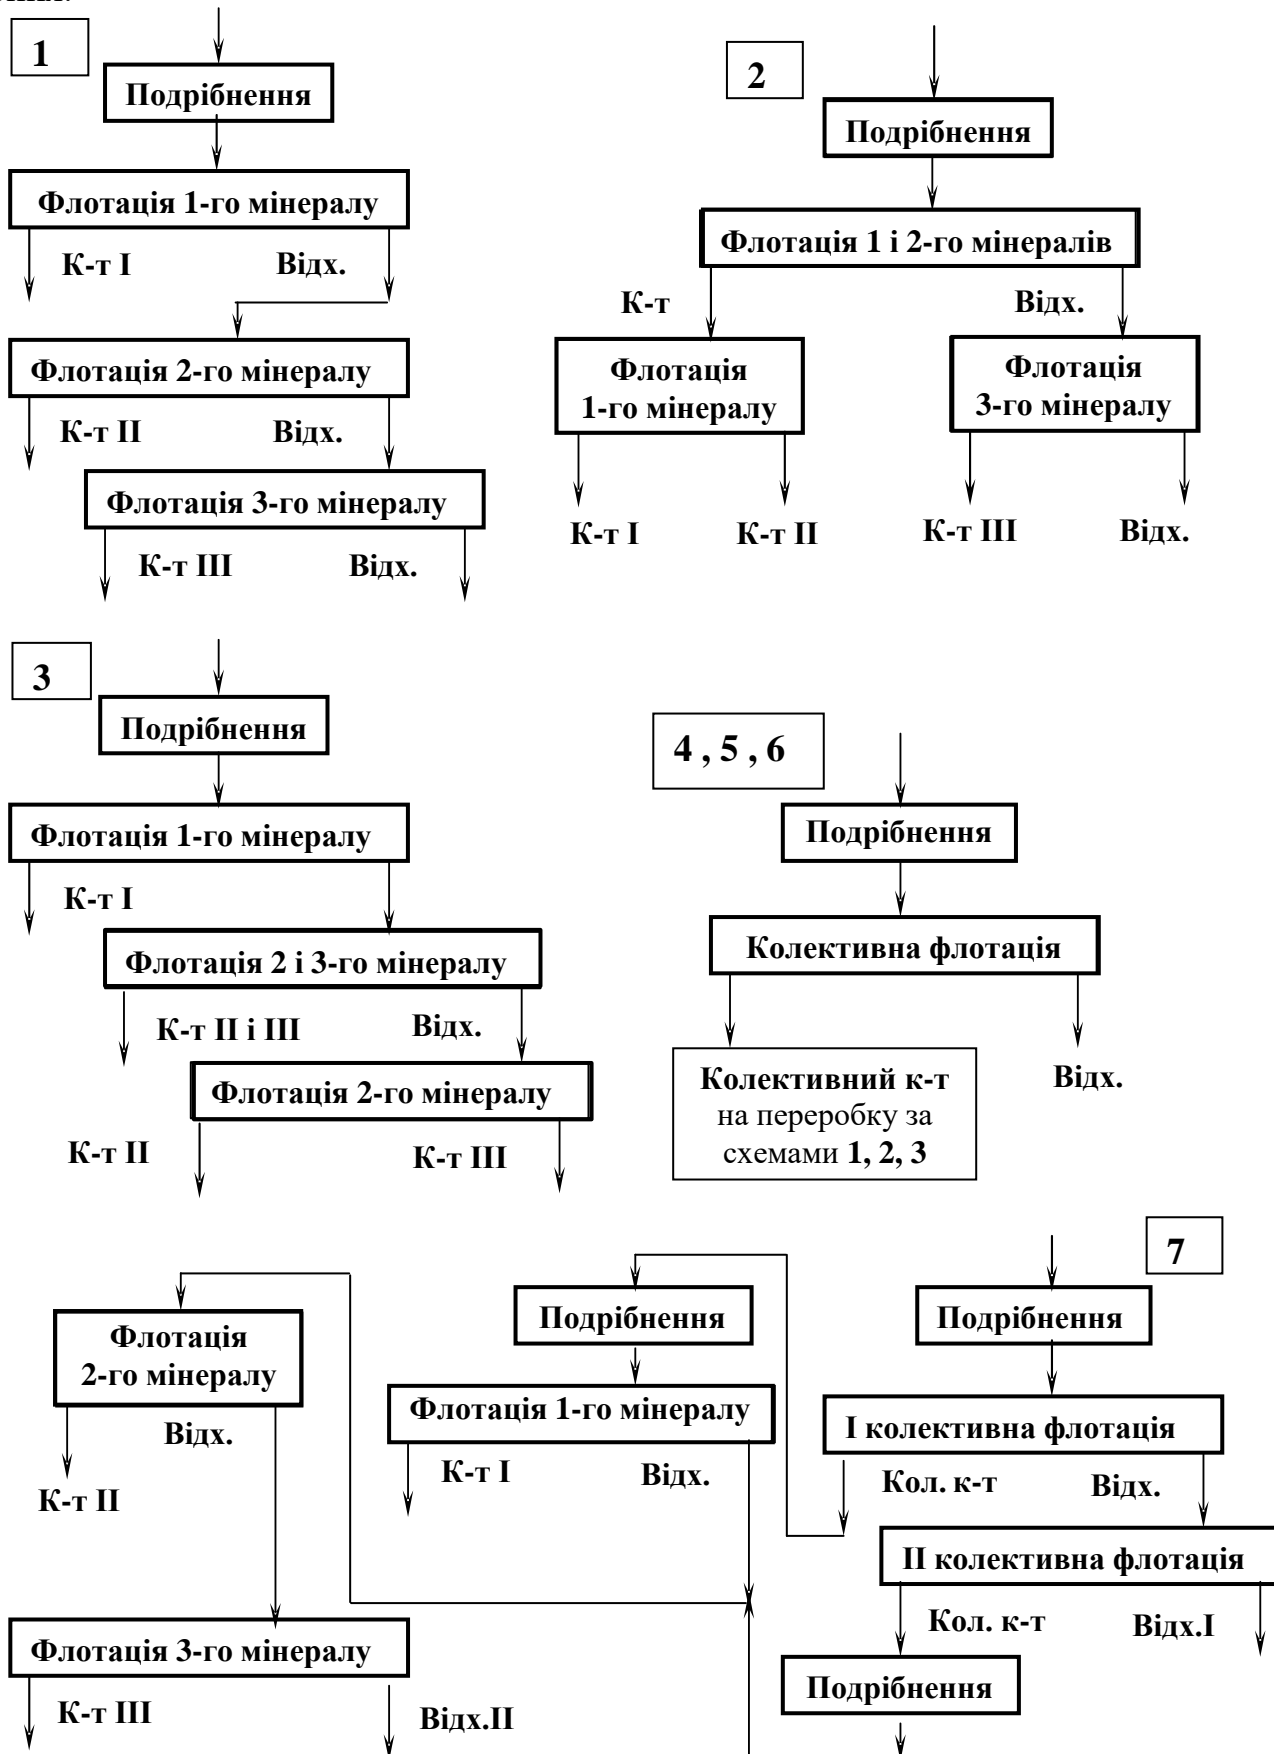 1
Подрібнення
Флотація 1-го мінералу
К-т I
Відх.
Флотація 2-го мінералу
К-т II
Відх.
Флотація 3-го мінералу
К-т III
Відх.
2
Подрібнення
Флотація 1 і 2-го мінералів
К-т
Відх.
Флотація
1-го мінералу
Флотація
3-го мінералу
К-т I
К-т II
К-т III
Відх.
3
Подрібнення
Флотація 1-го мінералу
К-т I
Флотація 2 і 3-го мінералу
К-т II і III
Відх.
Флотація 2-го мінералу
К-т II
К-т III
4 , 5 , 6
Подрібнення
Колективна флотація
Колективний к-т
на переробку за
схемами 1, 2, 3
Відх.
7
Подрібнення
I колективна флотація
Кол. к-т
Відх.
II колективна флотація
Кол. к-т
Відх.I
Подрібнення
Подрібнення
Флотація 1-го мінералу
К-т I
Відх.
Флотація
2-го мінералу
Відх.
К-т II
Флотація 3-го мінералу
К-т III
Відх.II